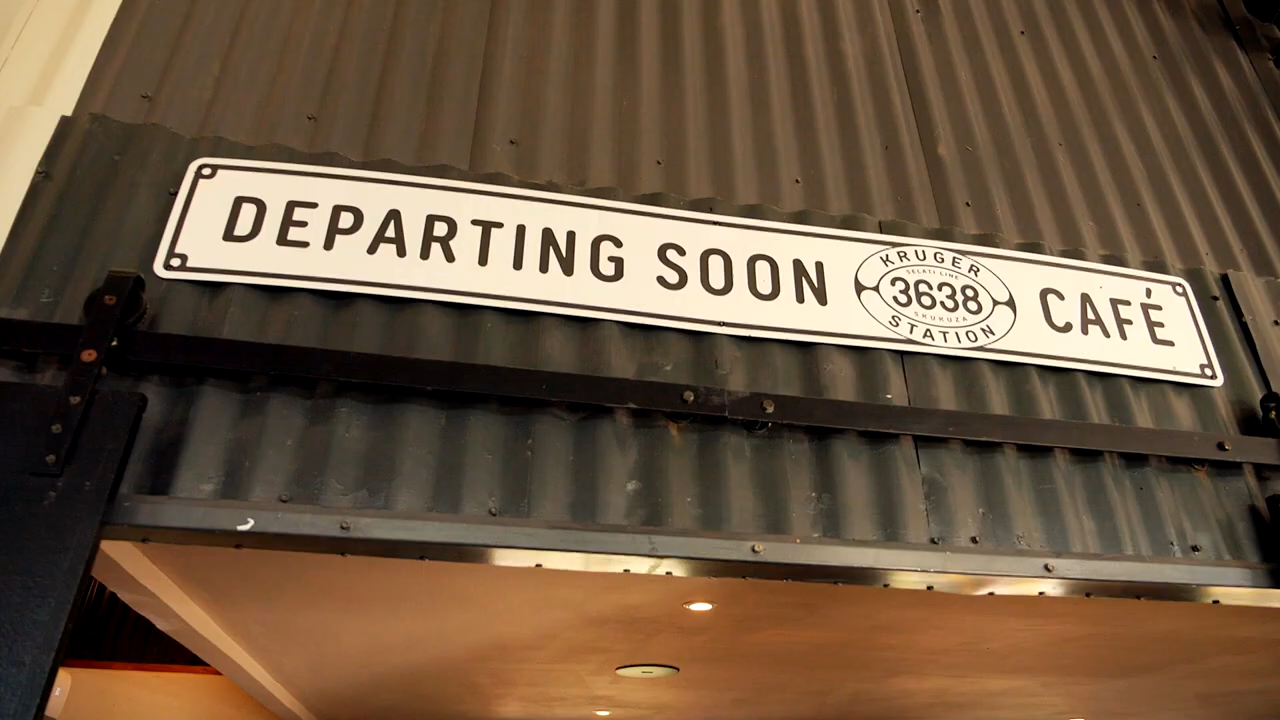 DEPARTING SOON
KRUGER
SELATI LINE
3638
SKUKUZA
STATION
CAFÉ